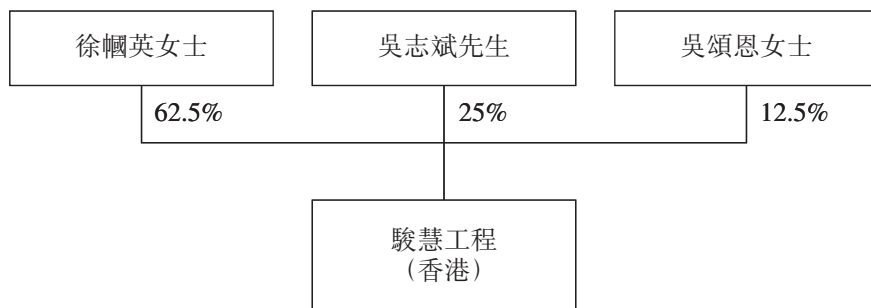 徐幗英女士
吳志斌先生
吳頌恩女士
62.5%
25%
12.5%
駿慧工程
（香港）